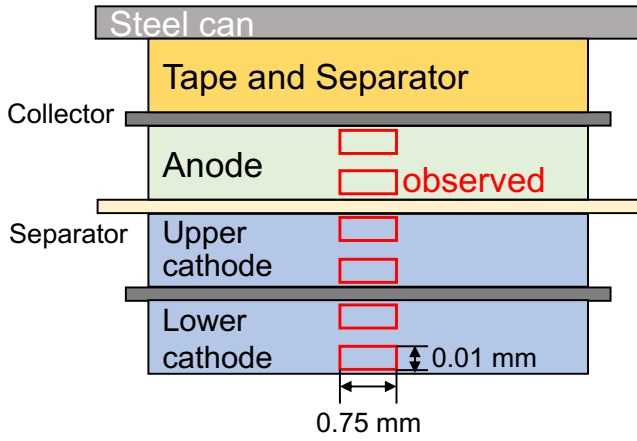 Steel can
Tape and Separator
Collector
Anode
observed
Separator
Upper
cathode
Lower
cathode
0.01 mm
0.75 mm